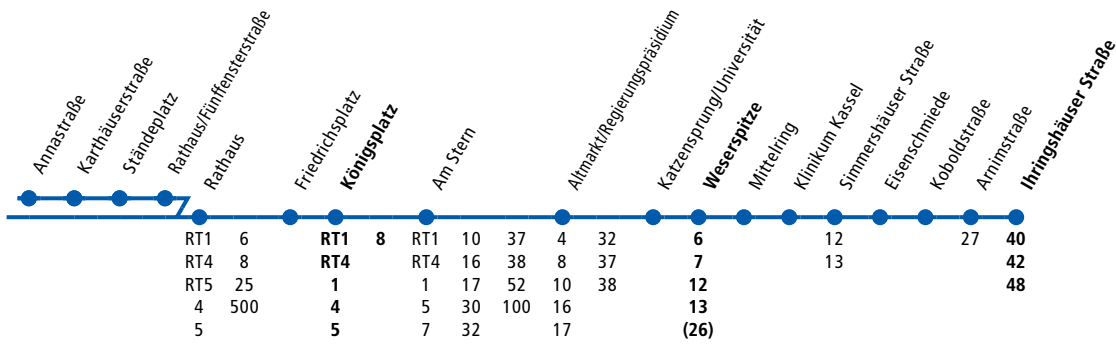 Annastraße
Karthäuserstraße
Ständeplatz
Rathaus/Fünffensterstraße
Rathaus
Friedrichsplatz
Königsplatz
Am Stern
Altmarkt/Regierungspräsidium
Katzensprung/Universität
Weserspitze
Mittelring
Klinikum Kassel
Simmershäuser Straße
Eisenschmiede
Koboldstraße
Arnimstraße
Ihringshäuser Straße
RT1 6 RT1 8 RT1 10 37 4 32 6 12 27 40
RT4 8 RT4 RT4 16 38 8 37 7 13 42
RT5 25 1 1 17 52 10 38 12 48
4 500 4 5 30 100 16 13
5 5 7 32 17 (26)